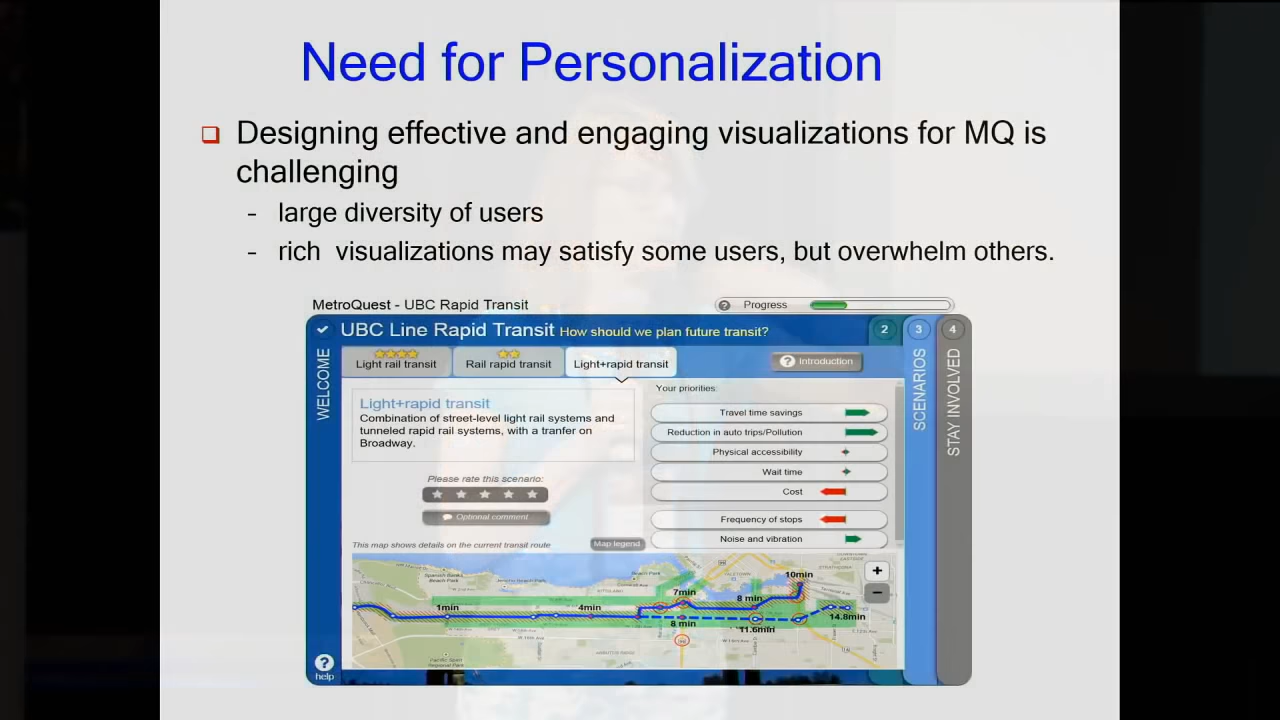 Need for Personalization
Designing effective and engaging visualizations for MQ is
challenging
- large diversity of users
- rich visualizations may satisfy some users, but overwhelm others.
MetroQuest - UBC Rapid Transit
? Progress
UBC Line Rapid Transit How should we plan future transit?
2
3
4
WELCOME
SCENARIOS
STAY INVOLVED
Light rail transit
Rail rapid transit
Light+rapid transit
? Introduction
Light+rapid transit
Combination of street-level light rail systems and
tunneled rapid rail systems, with a tranfer on
Broadway.
Please rate this scenario:
Optional comment
Your priorities:
Travel time savings
Reduction in auto trips/Pollution
Physical accessibility
Wait time
Cost
Frequency of stops
Noise and vibration
This map shows details on the current transit route
Map legend
+
-
1min
4min
7min
8 min
8 min
10min
11.6min
14.8min
?
help